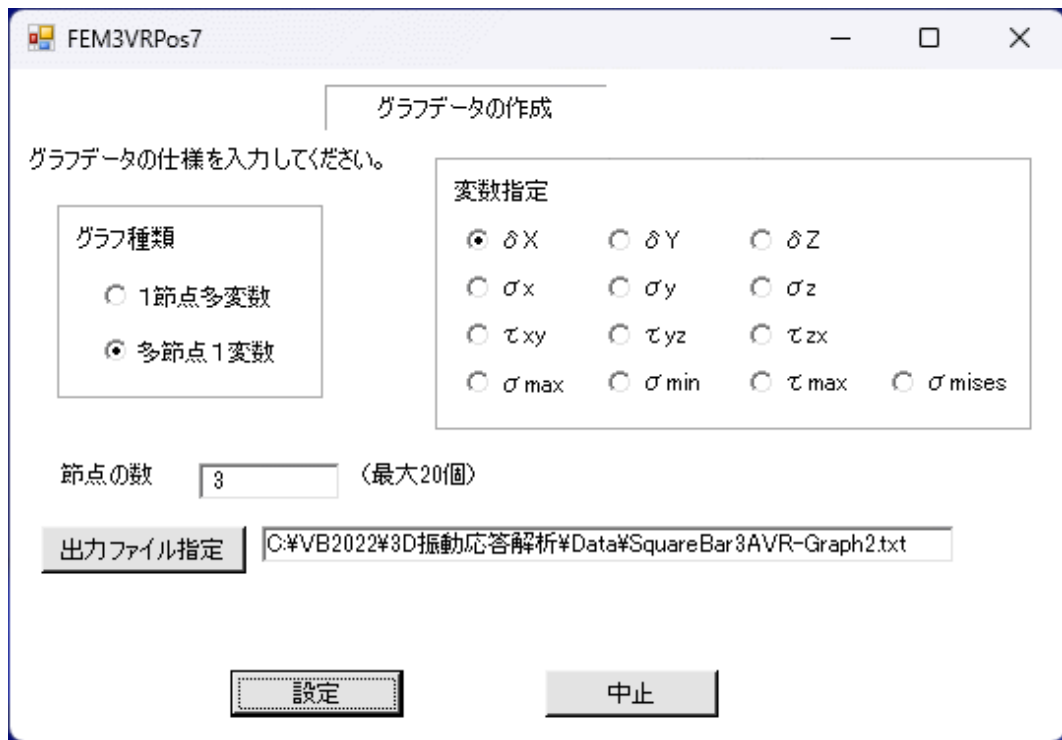 FEM3VRPos7
グラフデータの作成
グラフデータの仕様を入力してください。
グラフ種類
1節点多変数
多節点1変数
変数指定
δX δY δZ
σx σy σz
τxy τyz τzx
σmax σmin τmax σmises
節点の数 3 (最大20個)
出力ファイル指定 C:¥VB2022¥3D振動応答解析¥Data¥SquareBar3AVR-Graph2.txt
設定 中止